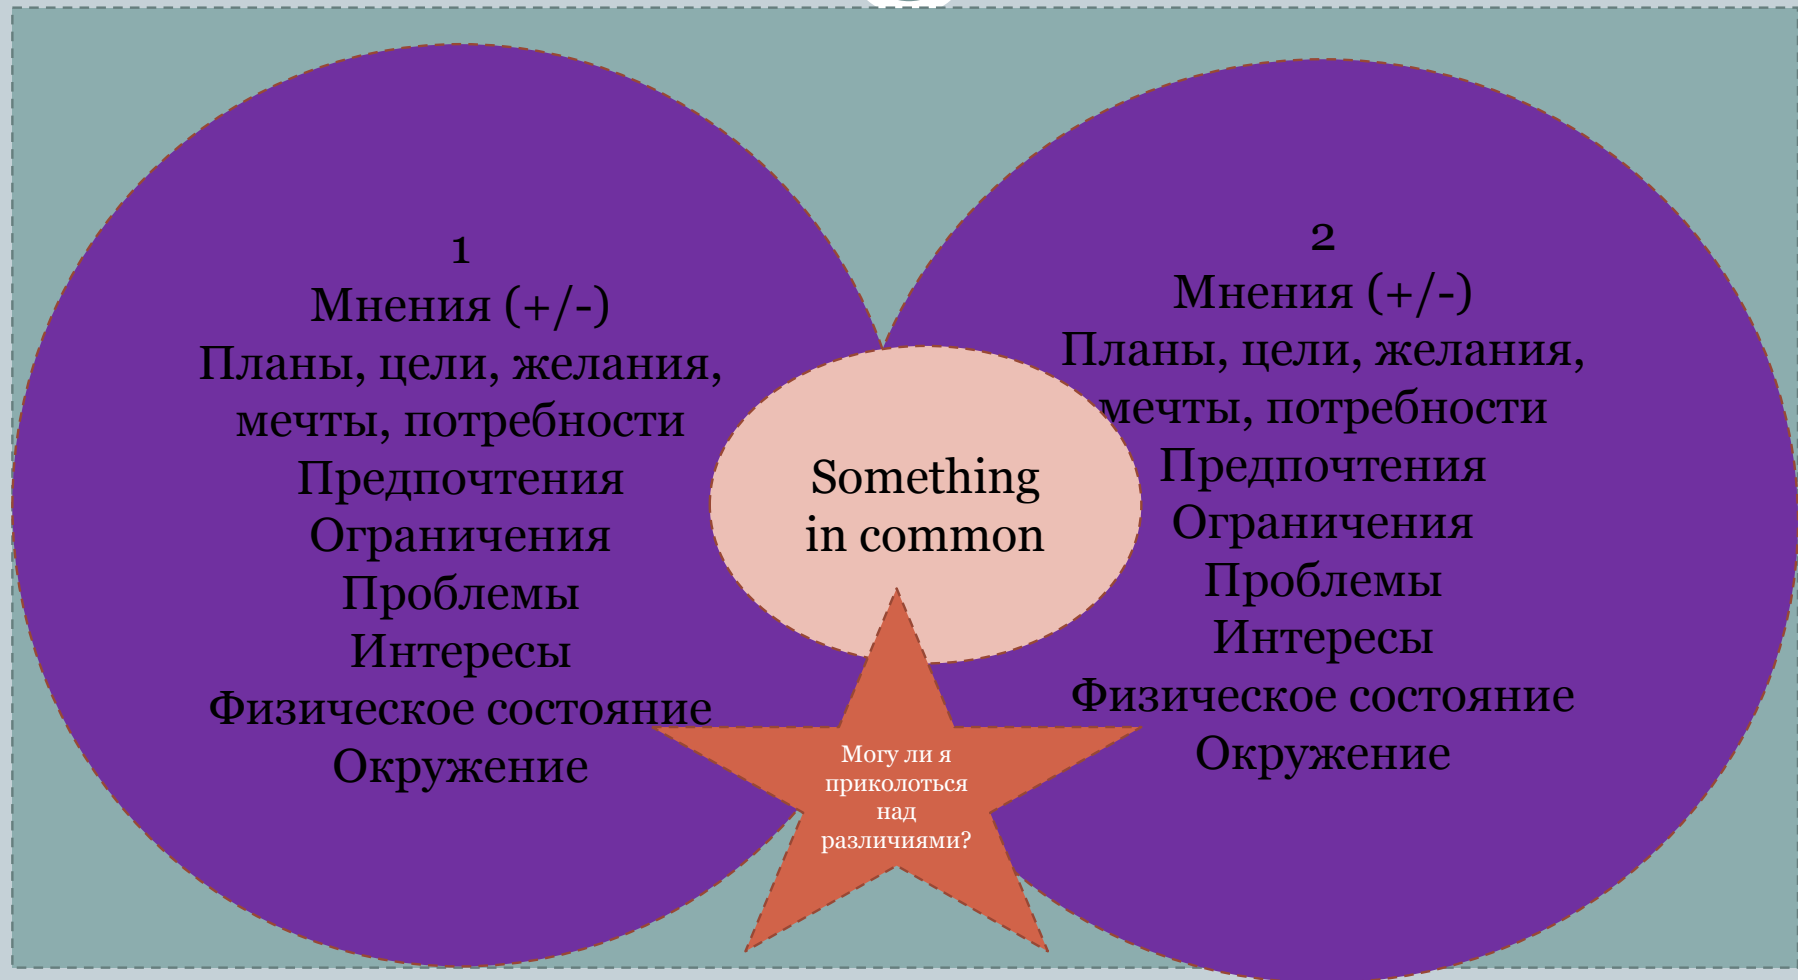 1
Мнения (+/-)
Планы, цели, желания,
мечты, потребности
Предпочтения
Ограничения
Проблемы
Интересы
Физическое состояние
Окружение
Something
in common
Могу ли я
приколоться
над
различиями?
2
Мнения (+/-)
Планы, цели, желания,
мечты, потребности
Предпочтения
Ограничения
Проблемы
Интересы
Физическое состояние
Окружение